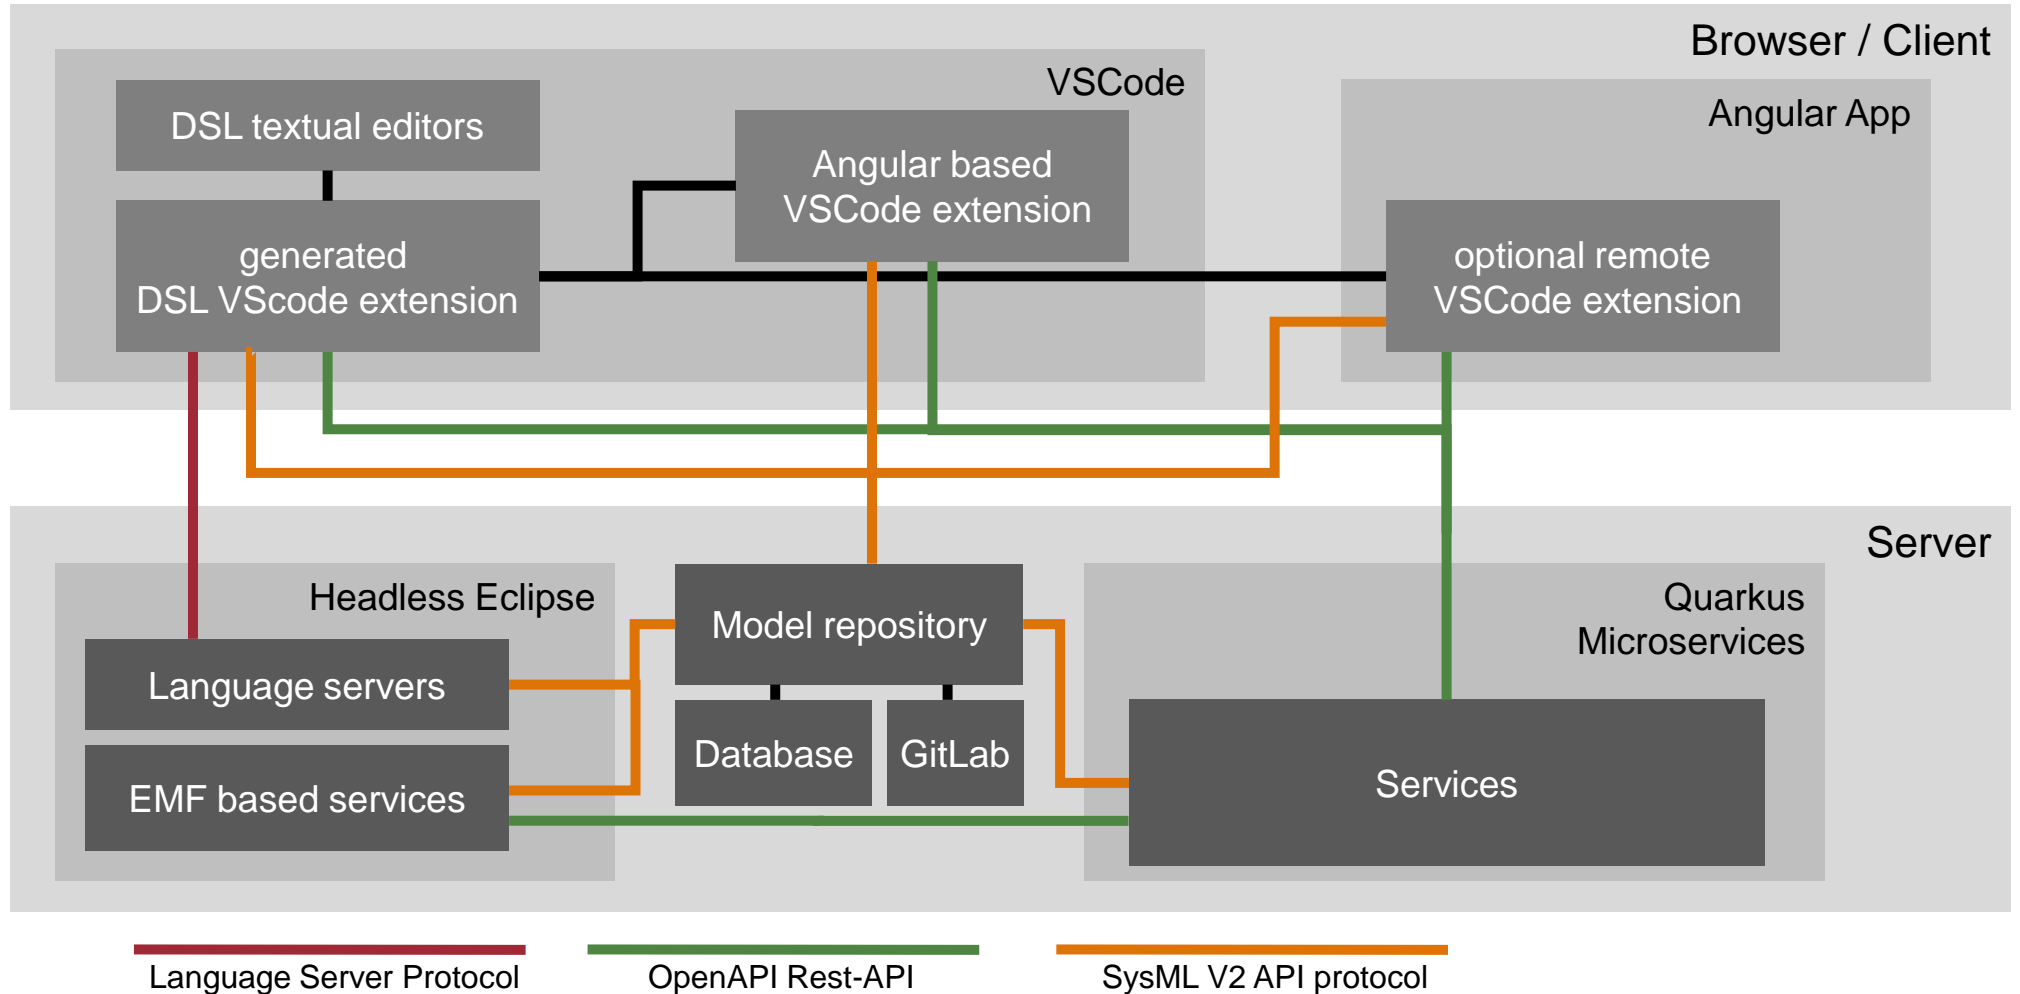 Browser / Client
VSCode
Angular App
DSL textual editors
Angular based
VSCode extension
generated
DSL VScode extension
optional remote
VSCode extension
Server
Headless Eclipse
Quarkus
Microservices
Model repository
Language servers
Database
GitLab
EMF based services
Services
Language Server Protocol
OpenAPI Rest-API
SysML V2 API protocol